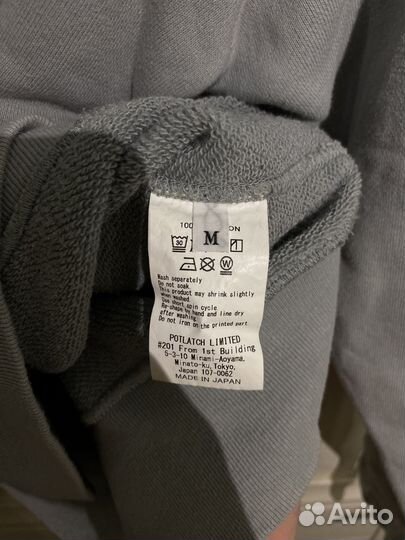 100
M
30
W
Wash separately
Do not soak.
This product may shrink slightly
when washed.
Use short spin cycle.
Re-shape by hand and line dry
after washing
Do not iron on the printed part
POTLATCH LIMITED
#201 From 1st Building
5-3-10 Minami-Aoyama,
Minato-ku, Tokyo,
Japan 107-0062
MADE IN JAPAN
Avito